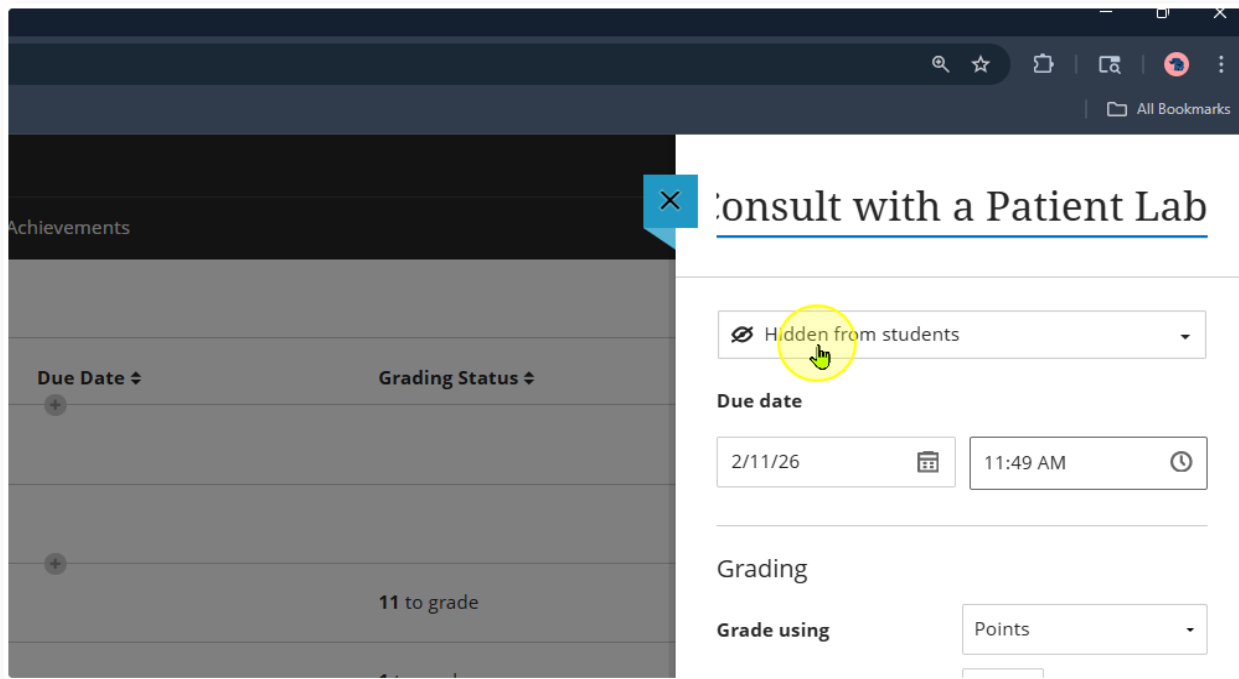 All Bookmarks
Achievements
onsult with a Patient Lab
Hidden from students
Due Date
Grading Status
Due date
2/11/26
11:49 AM
Grading
11 to grade
Grade using
Points